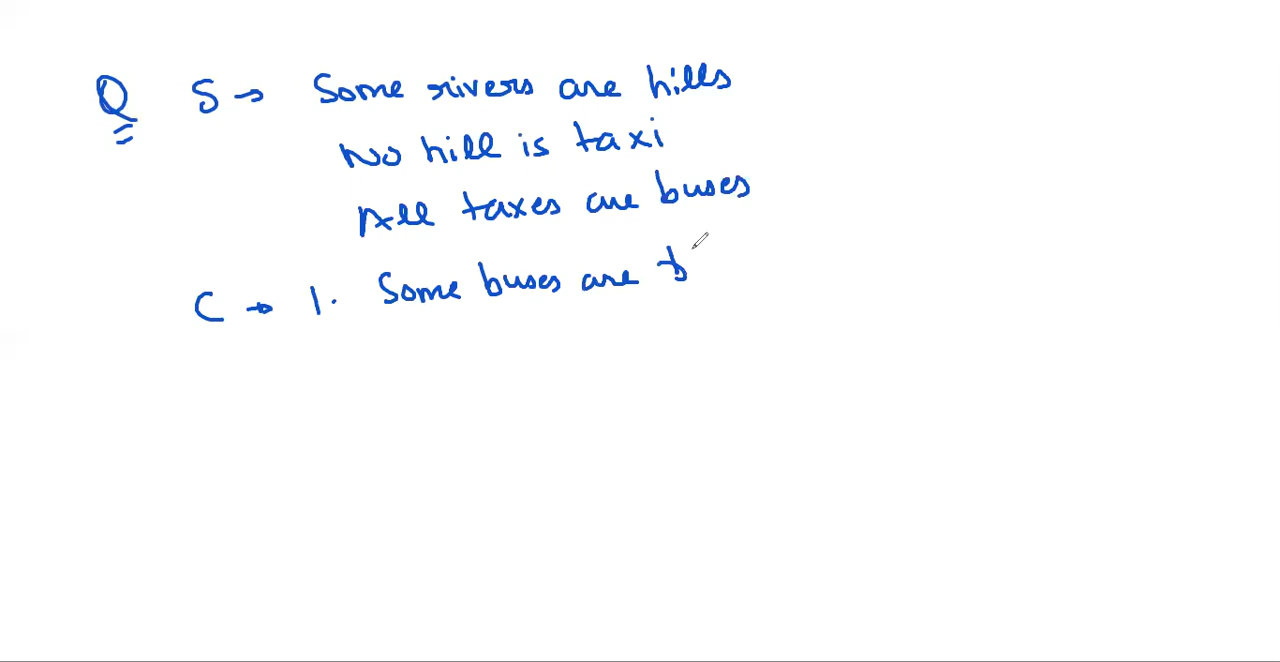 Q S → Some rivers are hills
No hill is taxi
All taxes are buses
C → 1. Some buses are